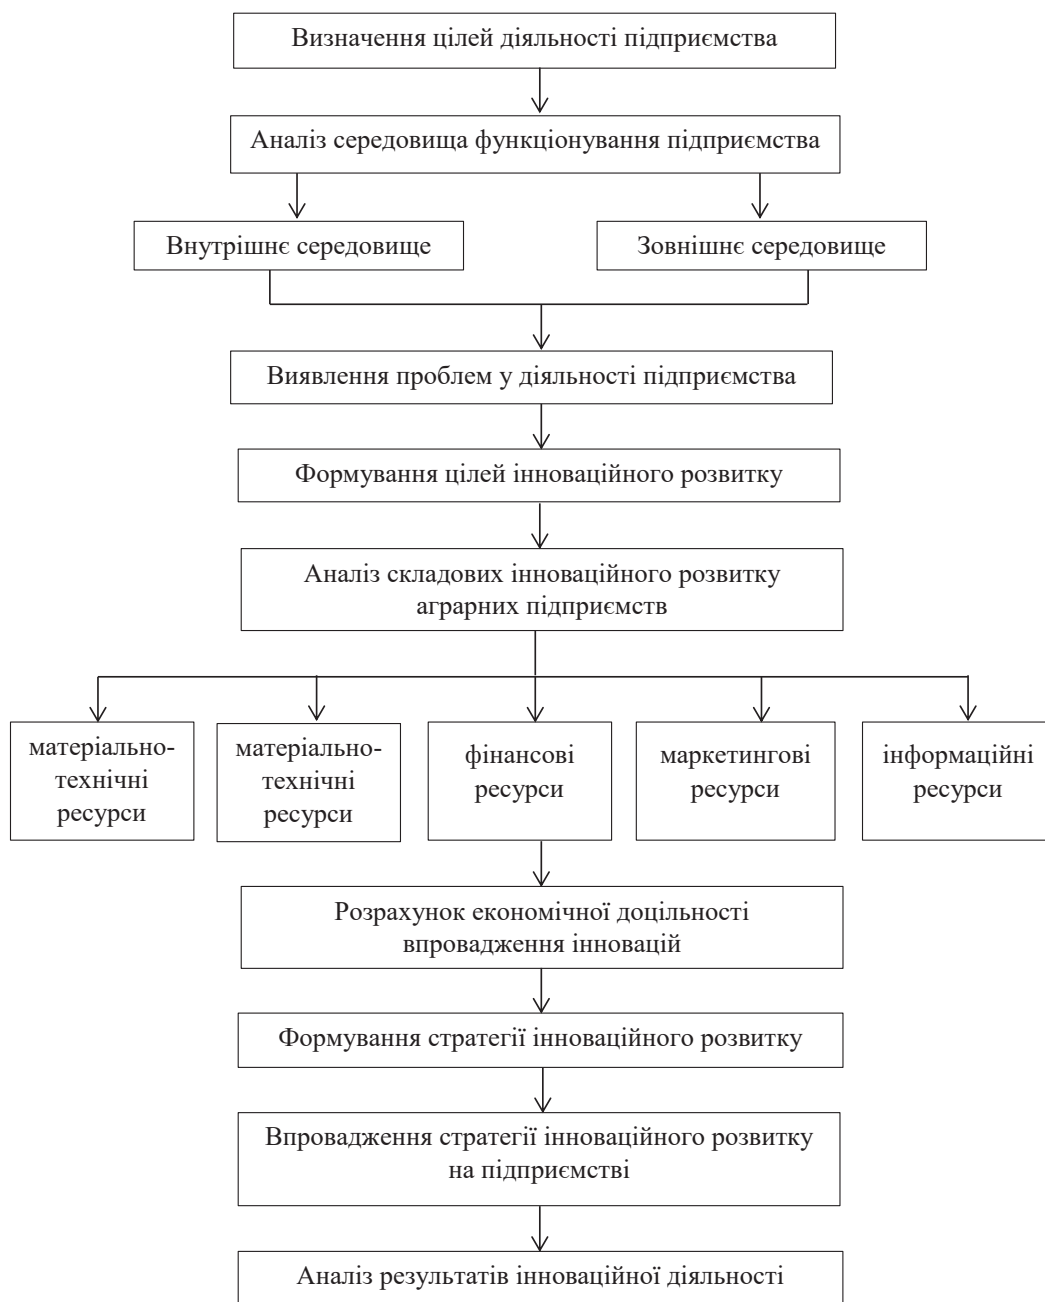 Визначення цілей діяльності підприємства
Аналіз середовища функціонування підприємства
Внутрішнє середовище
Зовнішнє середовище
Виявлення проблем у діяльності підприємства
Формування цілей інноваційного розвитку
Аналіз складових інноваційного розвитку
аграрних підприємств
матеріально-
технічні
ресурси
матеріально-
технічні
ресурси
фінансові
ресурси
маркетингові
ресурси
інформаційні
ресурси
Розрахунок економічної доцільності
впровадження інновацій
Формування стратегії інноваційного розвитку
Впровадження стратегії інноваційного розвитку
на підприємстві
Аналіз результатів інноваційної діяльності